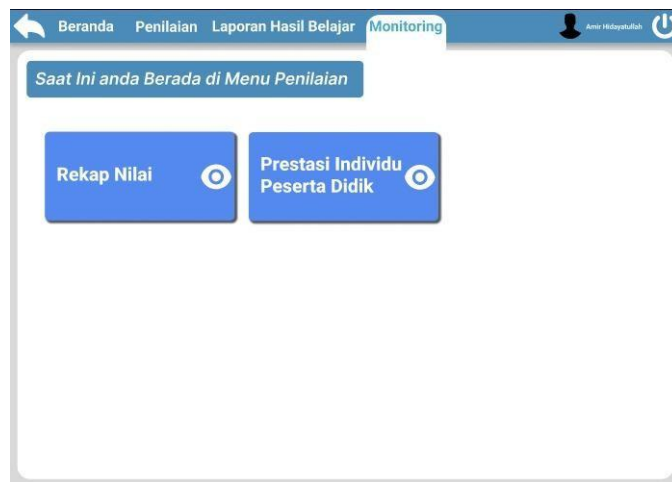 Beranda Penilaian Laporan Hasil Belajar Monitoring Amir Hidayatullah
Saat Ini anda Berada di Menu Penilaian
Rekap Nilai
Prestasi Individu
Peserta Didik